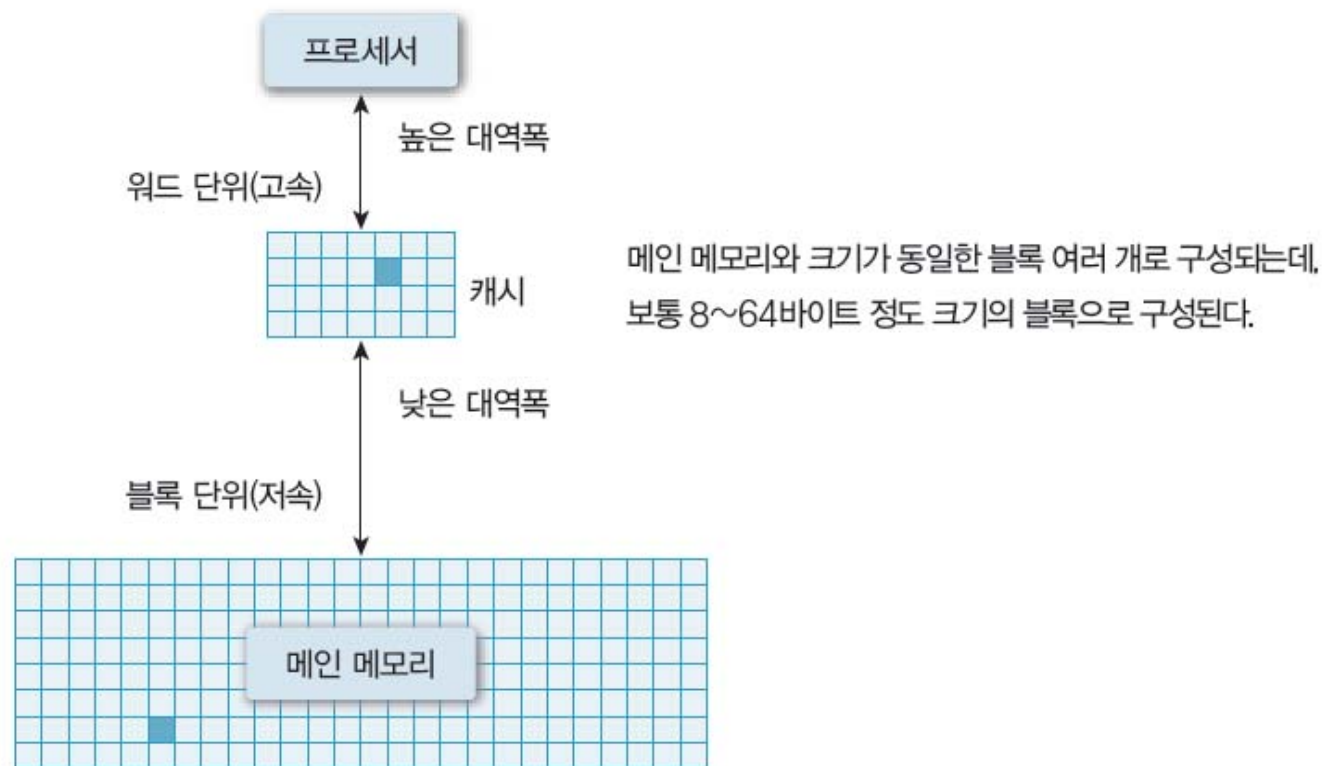 프로세서
높은 대역폭
워드 단위(고속)
메인 메모리와 크기가 동일한 블록 여러 개로 구성되는데,
보통 8~64바이트 정도 크기의 블록으로 구성된다.
캐시
낮은 대역폭
블록 단위(저속)
메인 메모리